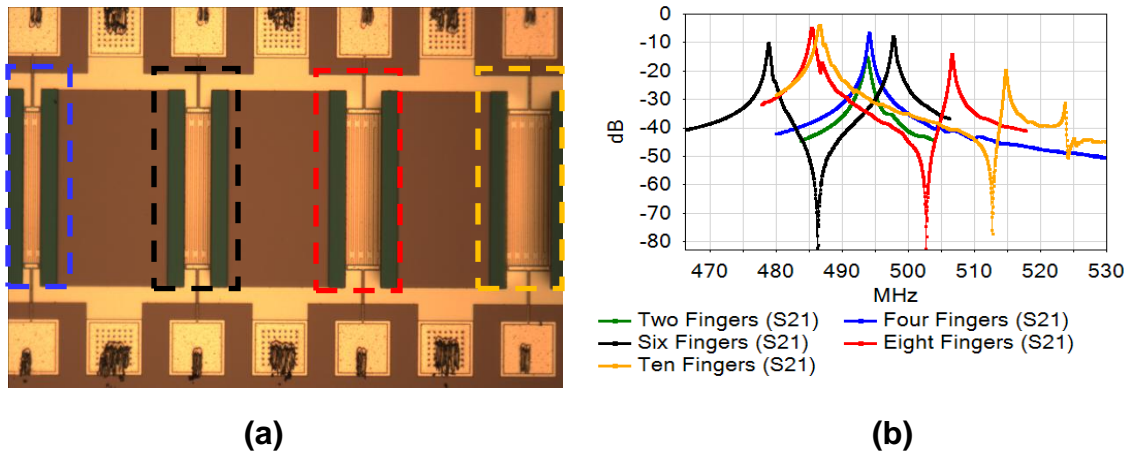 0
-10
-20
-30
-40
-50
-60
-70
-80
dB
470 480 490 500 510 520 530
MHz
Two Fingers (S21) Four Fingers (S21)
Six Fingers (S21) Eight Fingers (S21)
Ten Fingers (S21)
(a) (b)